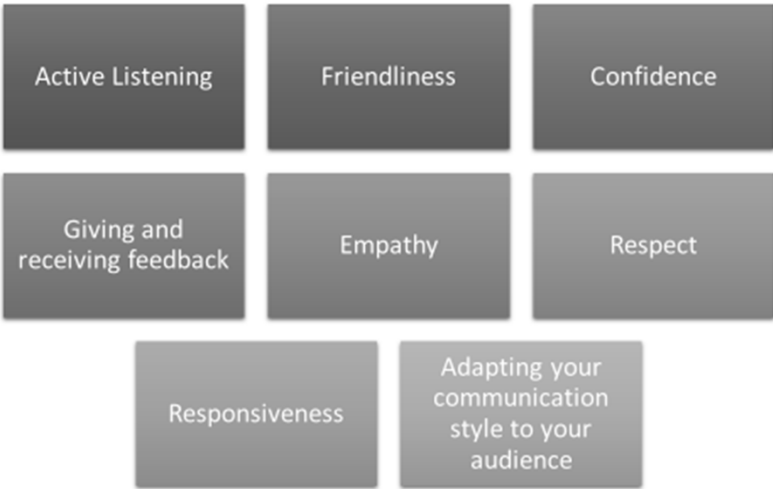 Active Listening
Friendliness
Confidence
Giving and
receiving feedback
Empathy
Respect
Responsiveness
Adapting your
communication
style to your
audience